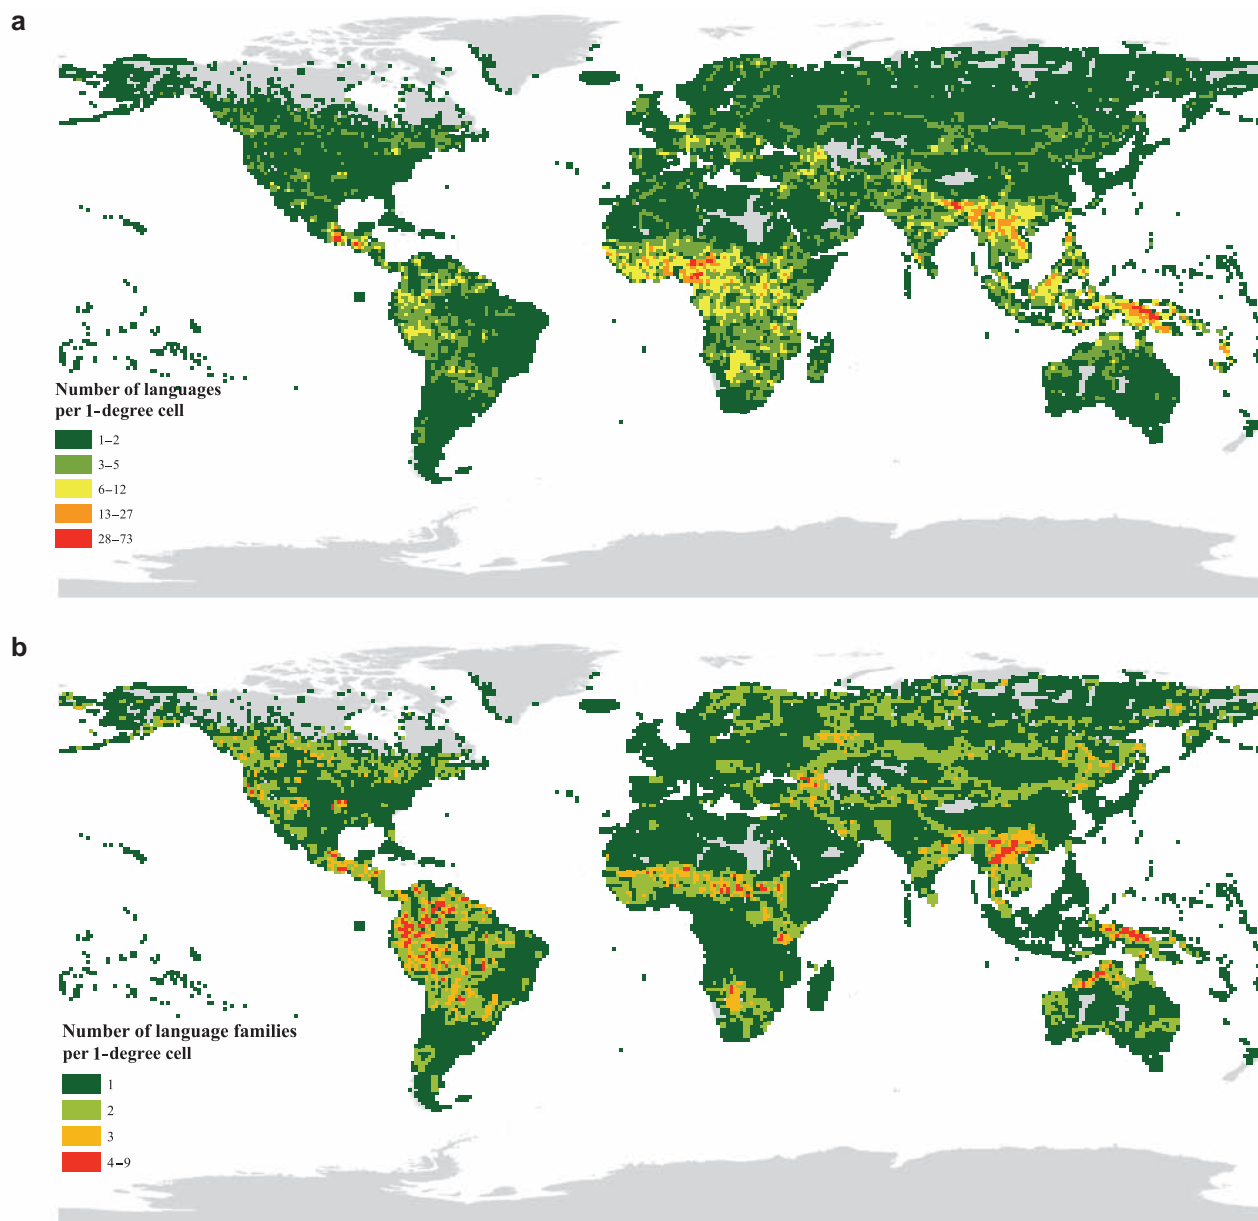 a
Number of languages
per 1-degree cell
1–2
3–5
6–12
13–27
28–73
b
Number of language families
per 1-degree cell
1
2
3
4–9